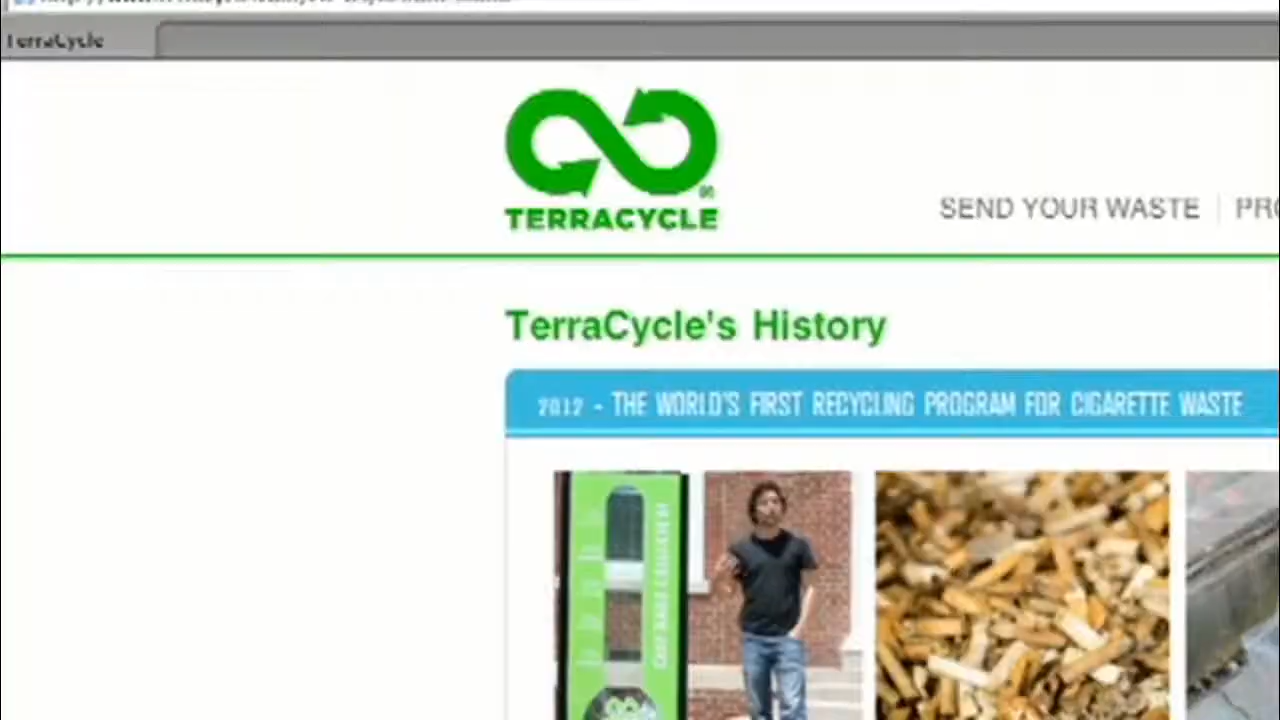 TerraCycle
TERRACYCLE
SEND YOUR WASTE
TerraCycle's History
2012 - THE WORLD'S FIRST RECYCLING PROGRAM FOR CIGARETTE WASTE